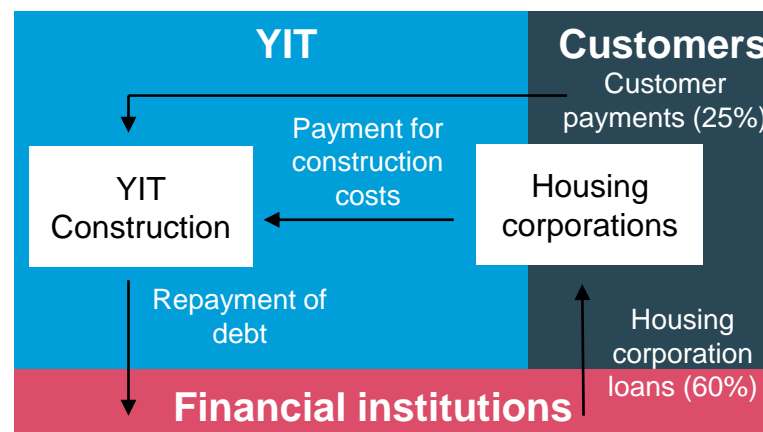 YIT
Customers
Customer
payments (25%)
Payment for
construction
costs
YIT
Construction
Housing
corporations
Repayment of
debt
Housing
corporation
loans (60%)
Financial institutions